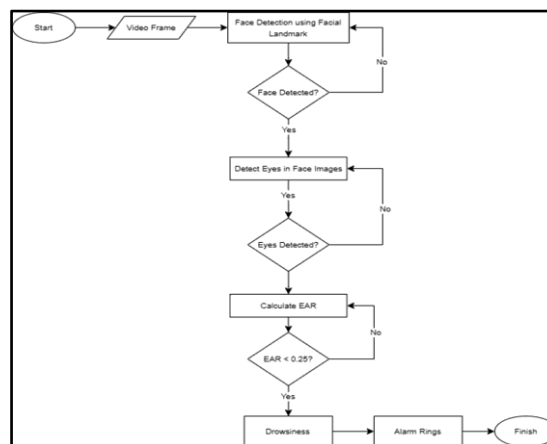 Start
Video Frame
Face Detection using Facial
Landmark
No
Face Detected?
Yes
Detect Eyes in Face Images
Yes
No
Eyes Detected?
Calculate EAR
No
EAR < 0.25?
Yes
Drowsiness
Alarm Rings
Finish